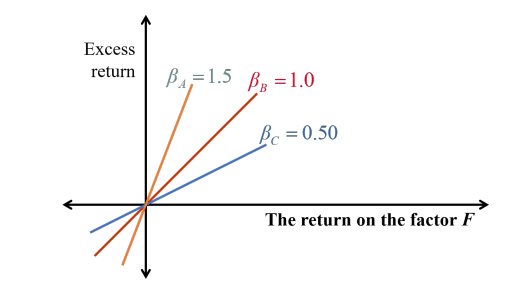 Excess
return
β_A = 1.5
β_B = 1.0
β_C = 0.50
The return on the factor F